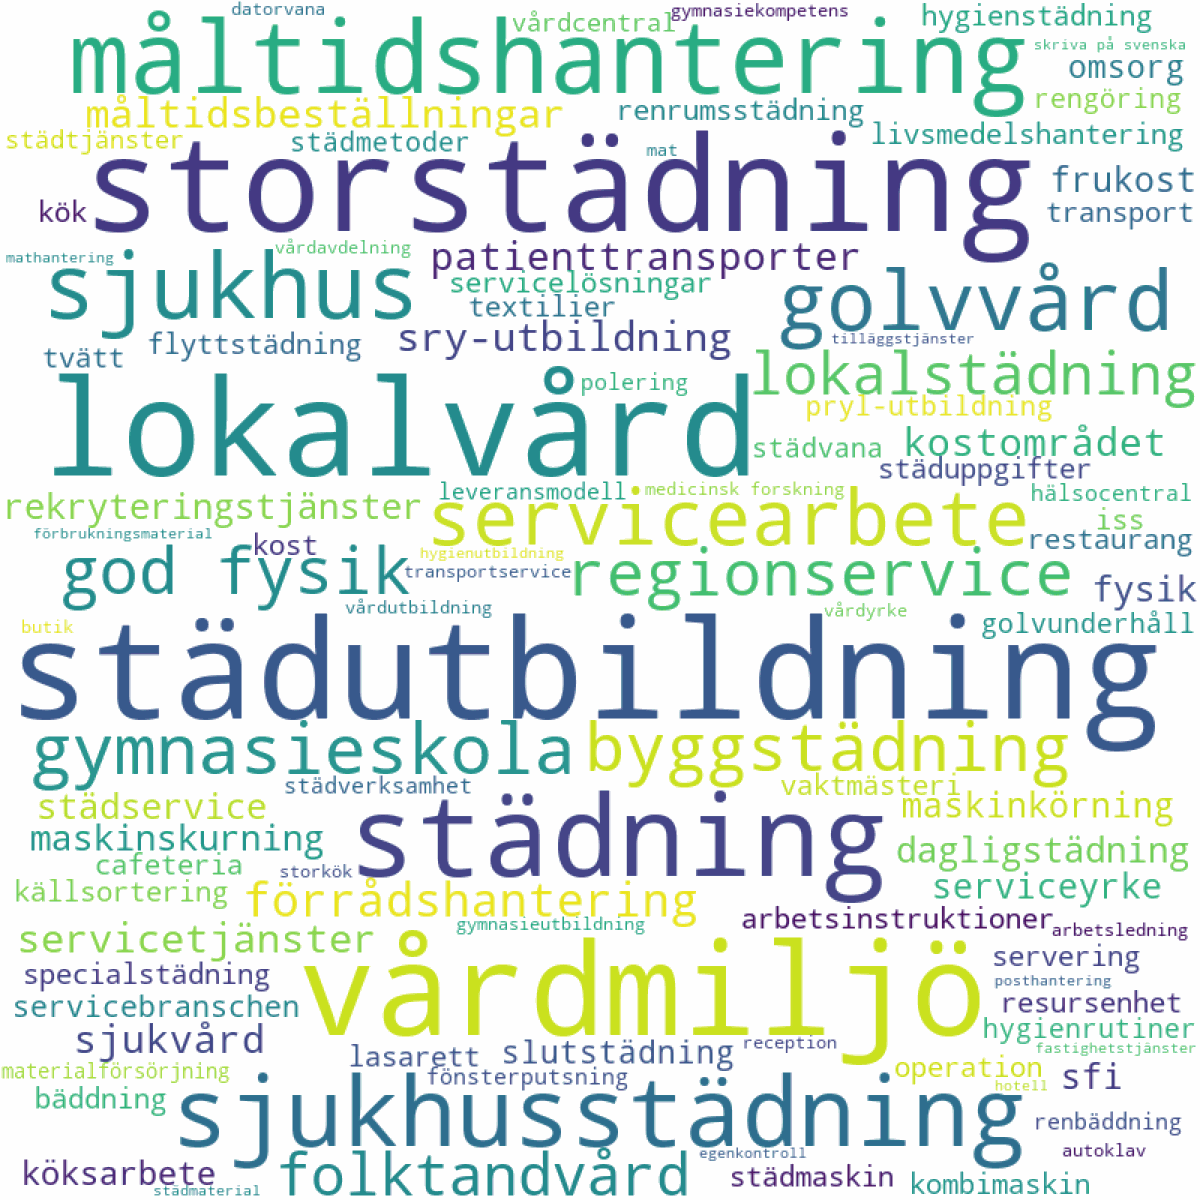 datorvana
gymnasiekompetens
vårdcentral
hygienstädning
måltidshantering
skriva på svenska
omsorg
måltidsbeställningar
renrumsstädning
rengöring
städtjänster
städmetoder
mat
livsmedelshantering
storstädning
frukost
kök
transport
mathantering
vårdavdelning
patienttransporter
sjukhus
servicelösningar
golvvård
textilier
tvätt
flyttstädning
sry-utbildning
tilläggstjänster
lokalvård
polering
lokalstädning
pryl-utbildning
städvana
kostområdet
städuppgifter
rekryteringstjänster
leveransmodell
medicinsk forskning
hälsocentral
servicearbete
iss
förbrukningsmaterial
kost
hygienutbildning
restaurang
god fysik
transportservice
regionservice
fysik
vårdutbildning
vårdyrke
butik
golvunderhåll
städutbildning
gymnasieskola
byggstädning
städverksamhet
vaktmästeri
städservice
maskinkörning
maskinskurning
städning
dagligstädning
cafeteria
storkök
källsortering
förrådshantering
serviceyrke
gymnasieutbildning
arbetsinstruktioner
arbetsledning
servicetjänster
vårdmiljö
servering
specialstädning
posthantering
servicebranschen
resursenhet
sjukvård
hygienrutiner
lasarett
slutstädning
reception
fastighetstjänster
materialförsörjning
fönsterputsning
operation
sfi
hotell
bäddning
sjukhusstädning
renbäddning
egenkontroll
autoklav
köksarbete
folktandvård
städmaskin
kombimaskin
städmaterial